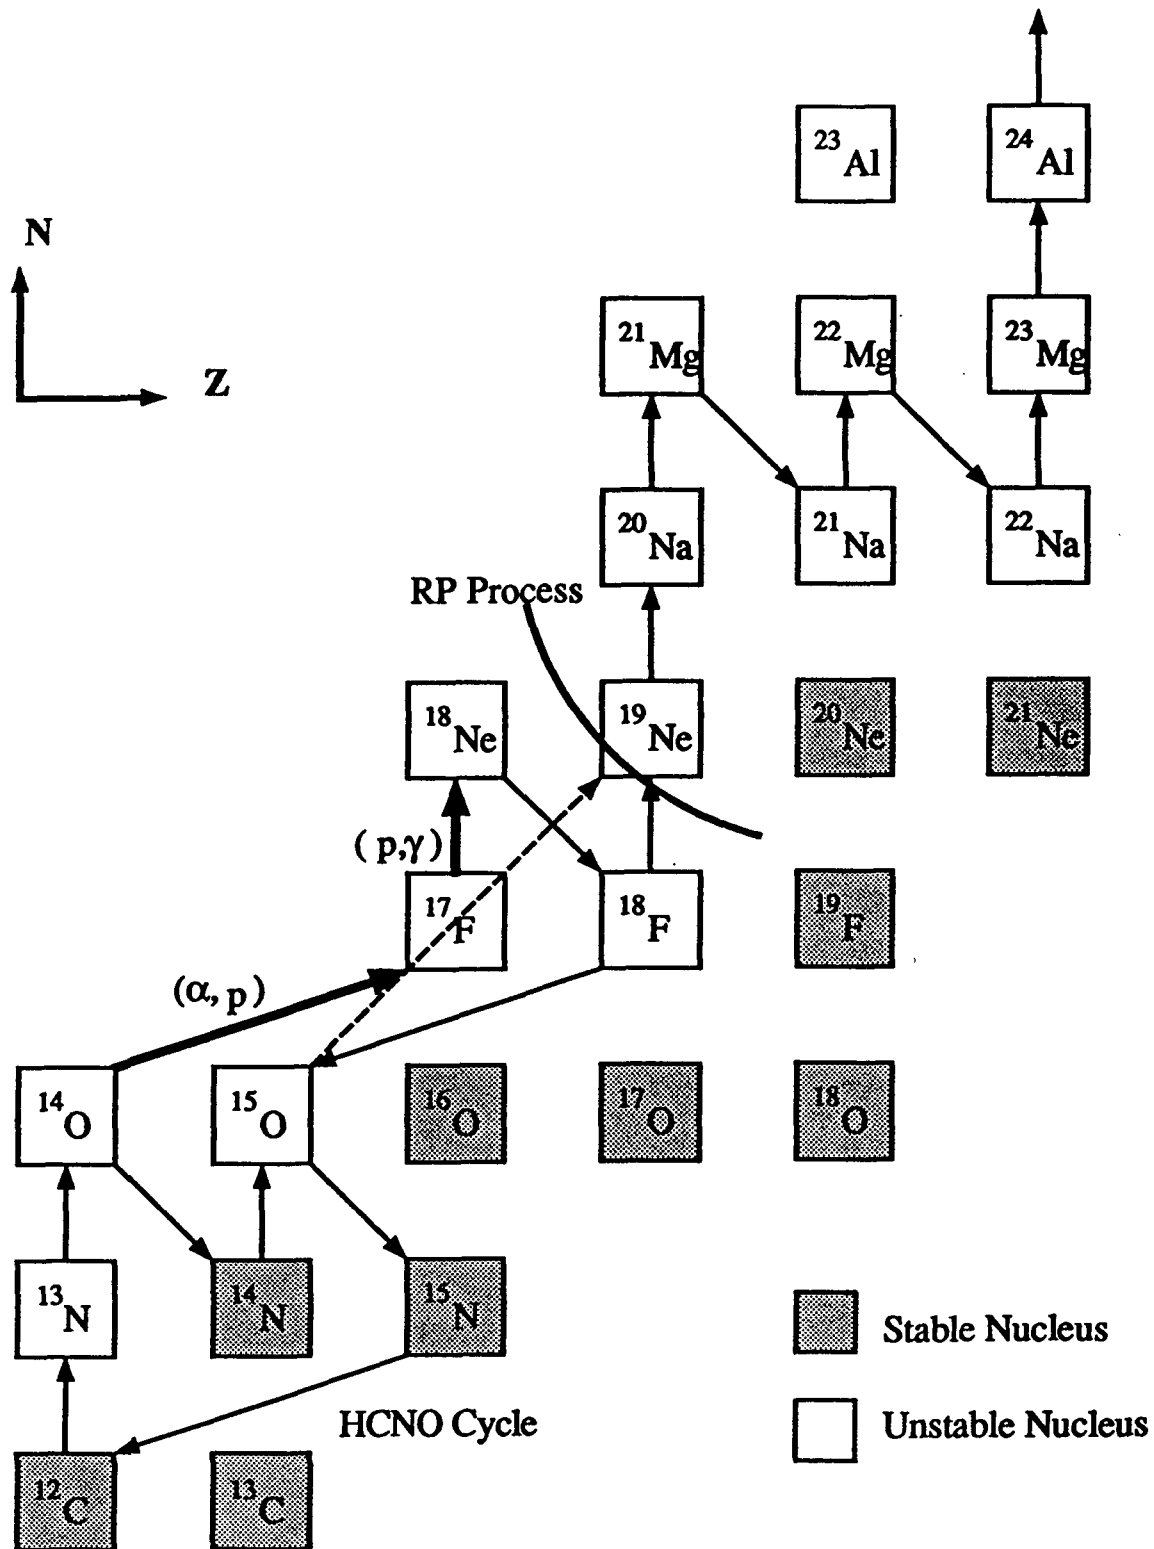 23Al 24Al
N
21Mg 22Mg 23Mg
Z
20Na 21Na 22Na
RP Process
18Ne 19Ne 20Ne 21Ne
( p,γ)
17F 18F 19F
(α, p)
14O 15O 16O 17O 18O
13N 14N 15N
Stable Nucleus
HCNO Cycle
Unstable Nucleus
12C 13C